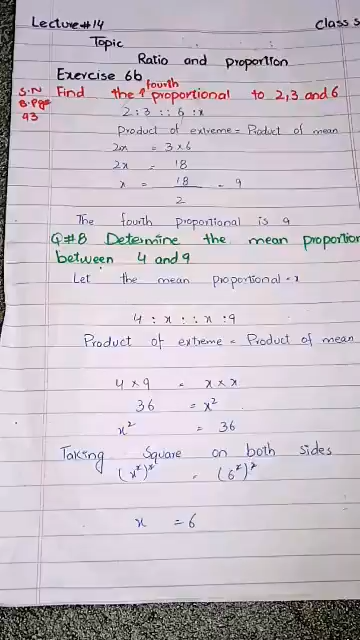 Lecture#14 Class 5
Topic
Ratio and proportion
Exercise 6b
S.N Find the fourth proportional to 2,3 and 6
B.Pg=
93
2 : 3 :: 6 : x
Product of extreme = Product of mean
2x = 3 x 6
2x = 18
x = 18 = 9
2
The fourth proportional is 9
Q#8 Determine the mean proportion
between 4 and 9
Let the mean proportional = x
4 : x :: x : 9
Product of extreme = Product of mean
4 x 9 = x x x
36 = x²
x² = 36
Taking Square on both sides
(x²)² = (6²)²
x = 6